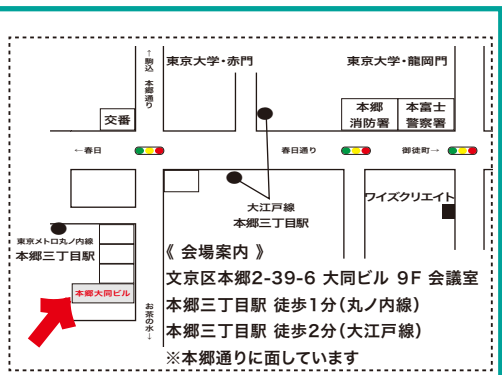 ←駒込 本郷通り
東京大学・赤門
東京大学・龍岡門
交番
本郷
消防署
本富士
警察署
←春日
春日通り
御徒町→
大江戸線
本郷三丁目駅
ワイズクリエイト
東京メトロ丸ノ内線
本郷三丁目駅
本郷大同ビル
お茶の水→
《 会場案内 》
文京区本郷2-39-6 大同ビル 9F 会議室
本郷三丁目駅 徒歩1分(丸ノ内線)
本郷三丁目駅 徒歩2分(大江戸線)
※本郷通りに面しています